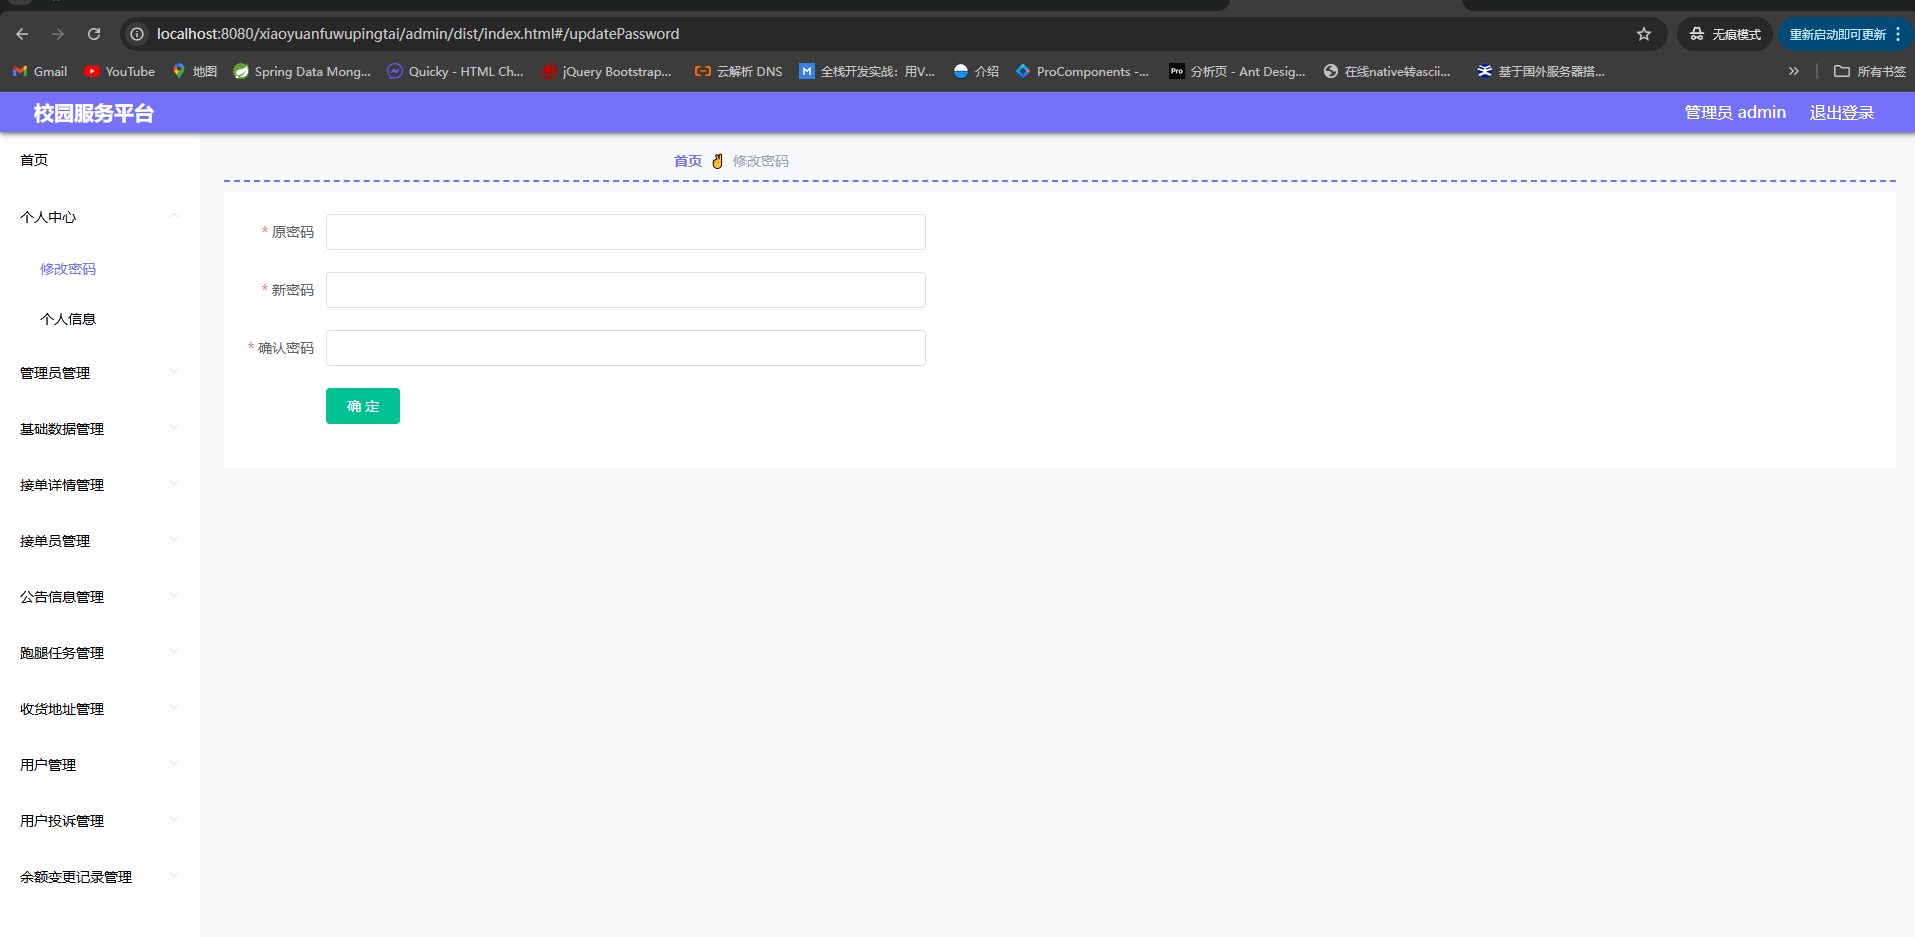 localhost:8080/xiaoyuanfuwupingtai/admin/dist/index.html#/updatePassword
无痕模式
重新启动即可更新
Gmail
YouTube
地图
Spring Data Mong...
Quicky - HTML Ch...
jQuery Bootstrap...
云解析 DNS
全栈开发实战：用V...
介绍
ProComponents -...
Pro
分析页 - Ant Desig...
在线native转ascii...
基于国外服务器搭...
所有书签
校园服务平台
管理员 admin
退出登录
首页
个人中心
修改密码
个人信息
管理员管理
基础数据管理
接单详情管理
接单员管理
公告信息管理
跑腿任务管理
收货地址管理
用户管理
用户投诉管理
余额变更记录管理
首页 ✌ 修改密码
* 原密码
* 新密码
* 确认密码
确 定